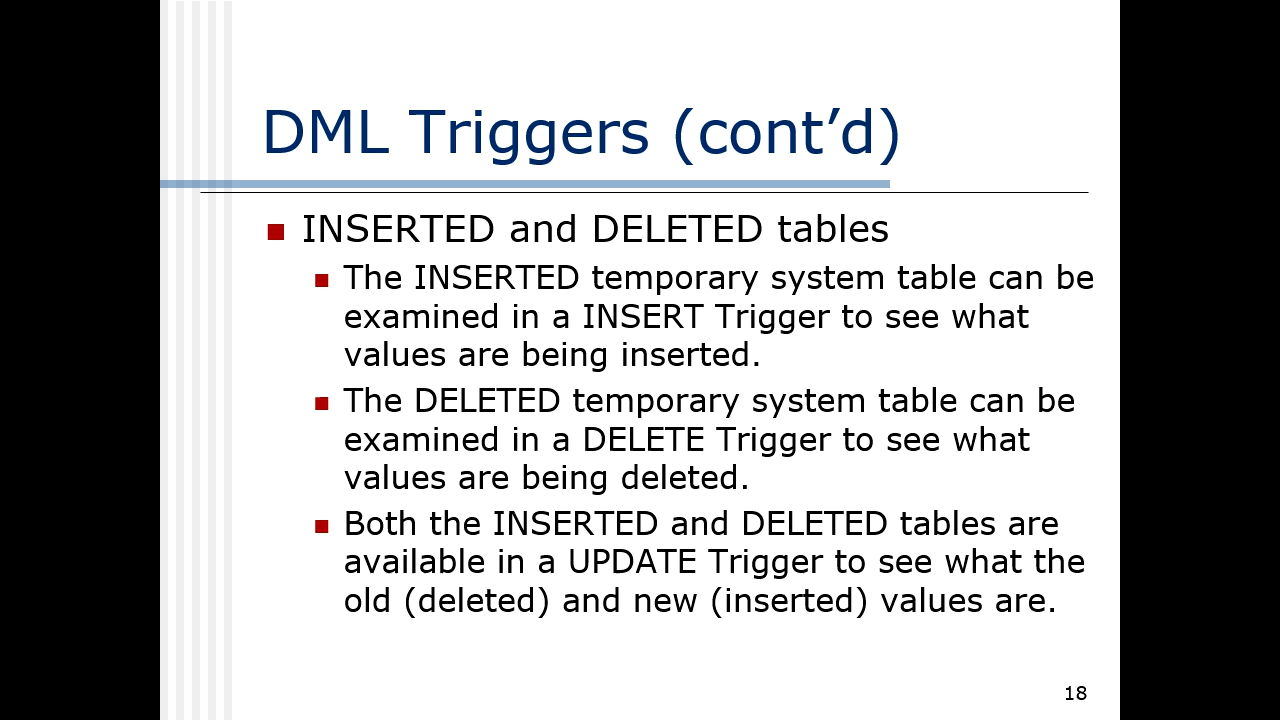 DML Triggers (cont’d)
INSERTED and DELETED tables
The INSERTED temporary system table can be
examined in a INSERT Trigger to see what
values are being inserted.
The DELETED temporary system table can be
examined in a DELETE Trigger to see what
values are being deleted.
Both the INSERTED and DELETED tables are
available in a UPDATE Trigger to see what the
old (deleted) and new (inserted) values are.
18